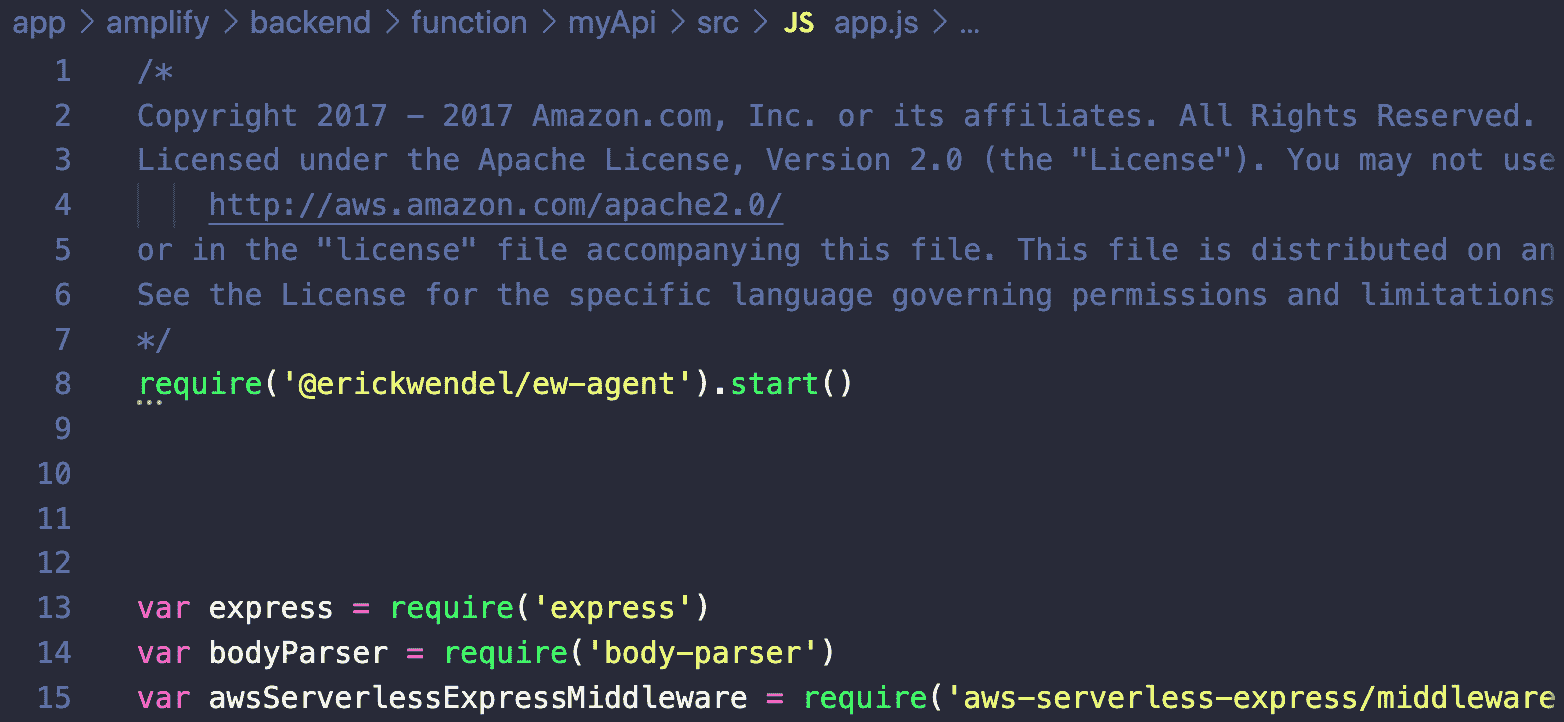 app > amplify > backend > function > myApi > src > JS app.js > ...
1 /*
2 Copyright 2017 - 2017 Amazon.com, Inc. or its affiliates. All Rights Reserved.
3 Licensed under the Apache License, Version 2.0 (the "License"). You may not use
4 http://aws.amazon.com/apache2.0/
5 or in the "license" file accompanying this file. This file is distributed on an
6 See the License for the specific language governing permissions and limitations
7 */
8 require('@erickwendel/ew-agent').start()
9
10
11
12
13 var express = require('express')
14 var bodyParser = require('body-parser')
15 var awsServerlessExpressMiddleware = require('aws-serverless-express/middleware